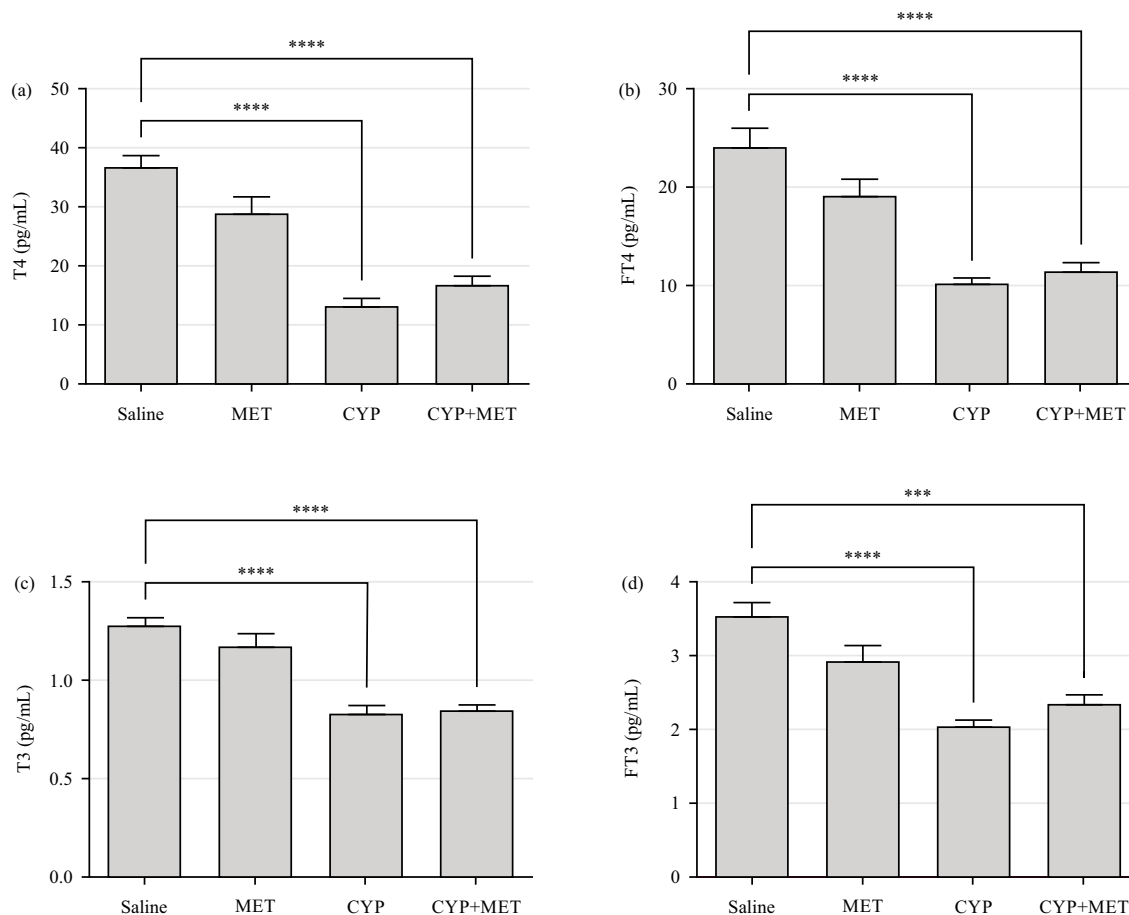 ****
****
(a)
50
40
30
20
10
0
T4 (pg/mL)
Saline MET CYP CYP+MET
****
****
(b)
30
20
10
0
FT4 (pg/mL)
Saline MET CYP CYP+MET
****
****
(c)
1.5
1.0
0.5
0.0
T3 (pg/mL)
Saline MET CYP CYP+MET
***
****
(d)
4
3
2
1
0
FT3 (pg/mL)
Saline MET CYP CYP+MET